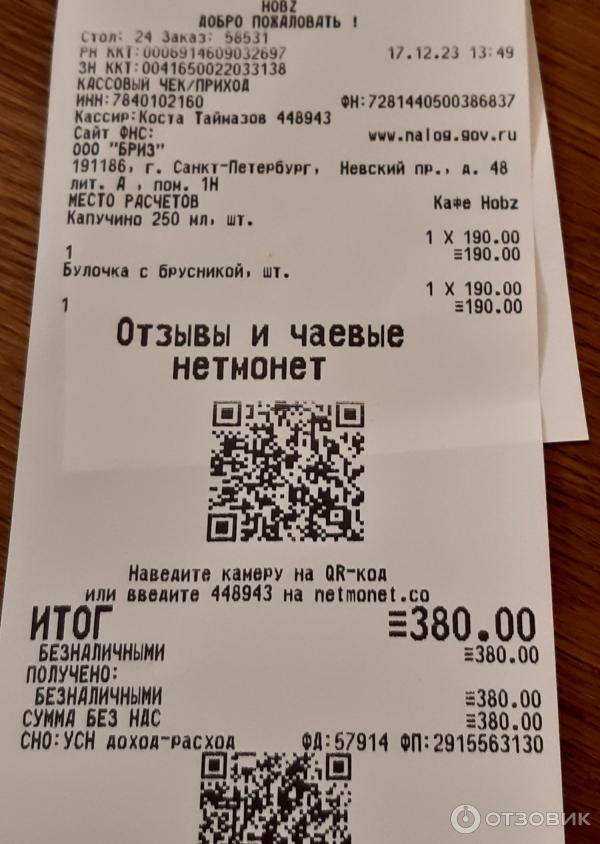 HOBZ
ДОБРО ПОЖАЛОВАТЬ !
Стол: 24 Заказ: 58531
РН ККТ:0006914609032697 17.12.23 13:49
ЗН ККТ:0041650022033138
КАССОВЫЙ ЧЕК/ПРИХОД
ИНН:7840102160 ФН:7281440500386837
Кассир:Коста Таймазов 448943
Сайт ФНС: www.nalog.gov.ru
ООО "БРИЗ"
191186, г. Санкт-Петербург, Невский пр., д. 48
лит. А , пом. 1Н
МЕСТО РАСЧЕТОВ Кафе Hobz
Капучино 250 мл, шт.
1 X 190.00
1 ≡190.00
Булочка с брусникой, шт.
1 X 190.00
1 ≡190.00
Отзывы и чаевые
нетмонет
Наведите камеру на QR-код
или введите 448943 на netmonet.co
ИТОГ ≡380.00
БЕЗНАЛИЧНЫМИ ≡380.00
ПОЛУЧЕНО:
БЕЗНАЛИЧНЫМИ ≡380.00
СУММА БЕЗ НДС ≡380.00
СНО:УСН доход-расход ФД:57914 ФП:2915563130
ОТЗОВИК